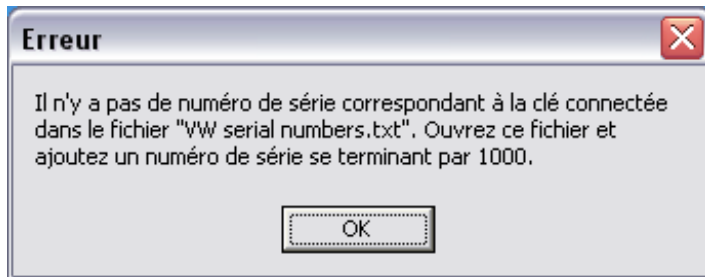 Erreur
Il n'y a pas de numéro de série correspondant à la clé connectée
dans le fichier "VW serial numbers.txt". Ouvrez ce fichier et
ajoutez un numéro de série se terminant par 1000.
OK